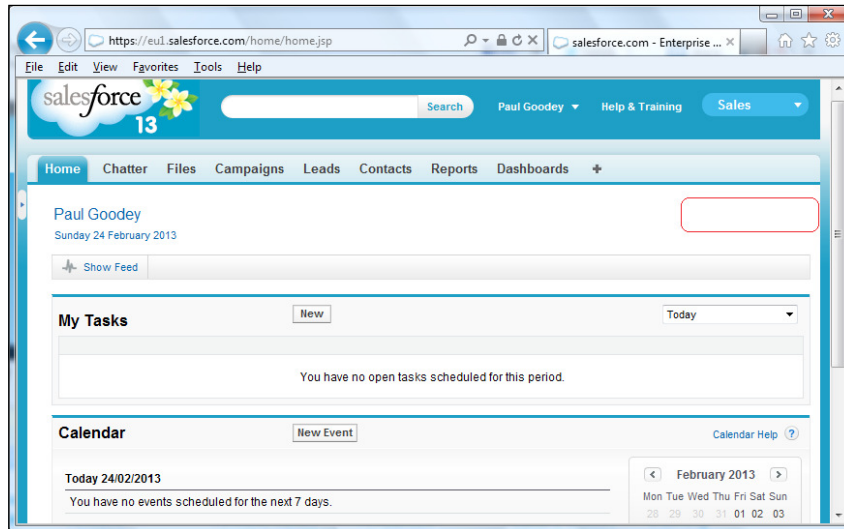 https://eu1.salesforce.com/home/home.jsp
salesforce.com - Enterprise ...
File Edit View Favorites Tools Help
salesforce
13
Search
Paul Goodey
Help & Training
Sales
Home Chatter Files Campaigns Leads Contacts Reports Dashboards +
Paul Goodey
Sunday 24 February 2013
Show Feed
My Tasks
New
Today
You have no open tasks scheduled for this period.
Calendar
New Event
Calendar Help ?
Today 24/02/2013
You have no events scheduled for the next 7 days.
< February 2013 >
Mon Tue Wed Thu Fri Sat Sun
28 29 30 31 01 02 03